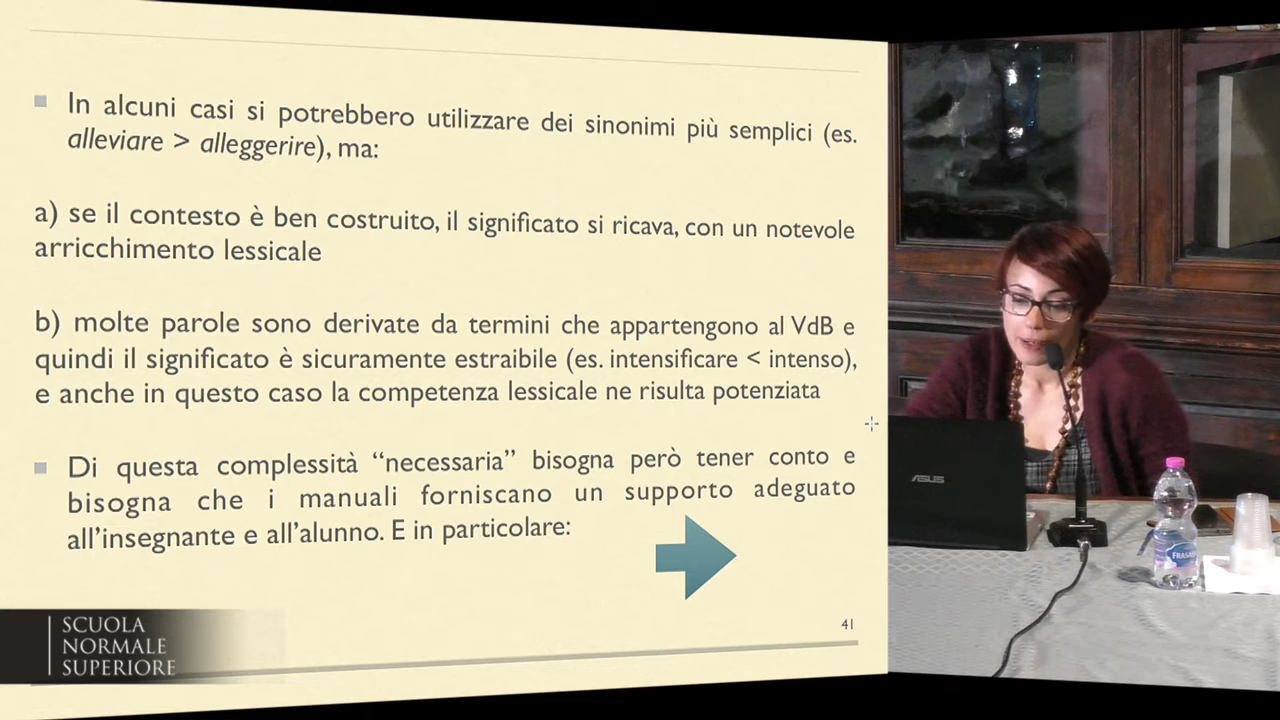 In alcuni casi si potrebbero utilizzare dei sinonimi più semplici (es.
alleviare > alleggerire), ma:
a) se il contesto è ben costruito, il significato si ricava, con un notevole
arricchimento lessicale
b) molte parole sono derivate da termini che appartengono al VdB e
quindi il significato è sicuramente estraibile (es. intensificare < intenso),
e anche in questo caso la competenza lessicale ne risulta potenziata
Di questa complessità “necessaria” bisogna però tener conto e
bisogna che i manuali forniscano un supporto adeguato
all’insegnante e all’alunno. E in particolare:
41
SCUOLA
NORMALE
SUPERIORE
ASUS